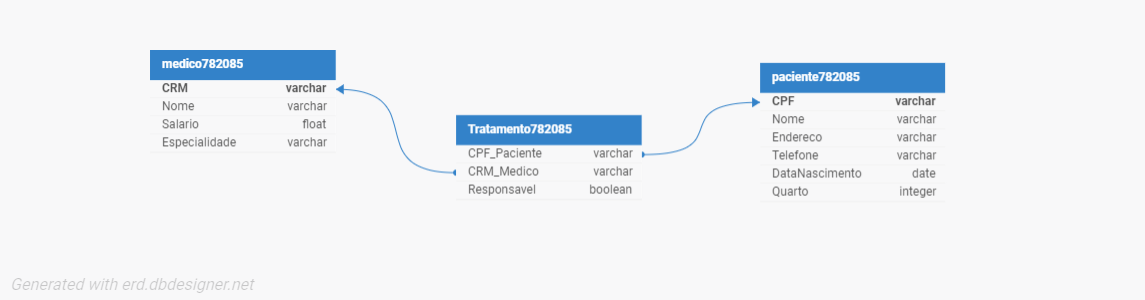 medico782085
CRM varchar
Nome varchar
Salario float
Especialidade varchar
Tratamento782085
CPF_Paciente varchar
CRM_Medico varchar
Responsavel boolean
paciente782085
CPF varchar
Nome varchar
Endereco varchar
Telefone varchar
DataNascimento date
Quarto integer
Generated with erd.dbdesigner.net